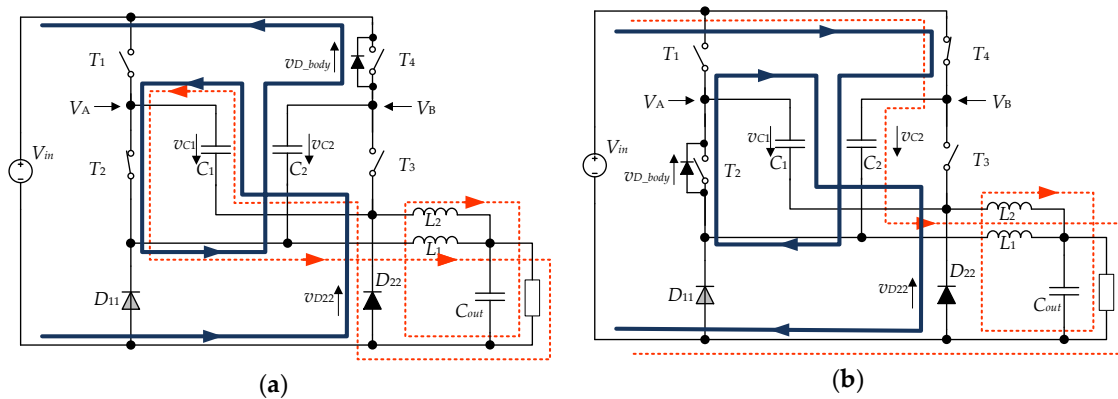 T1
vD_body
T4
VA
VB
Vin
T2
vC1
C1
vC2
C2
T3
L2
L1
D11
vD22
D22
Cout
(a)
T1
T4
VA
VB
Vin
vD_body
T2
vC1
C1
vC2
C2
T3
L2
L1
D11
vD22
D22
Cout
(b)